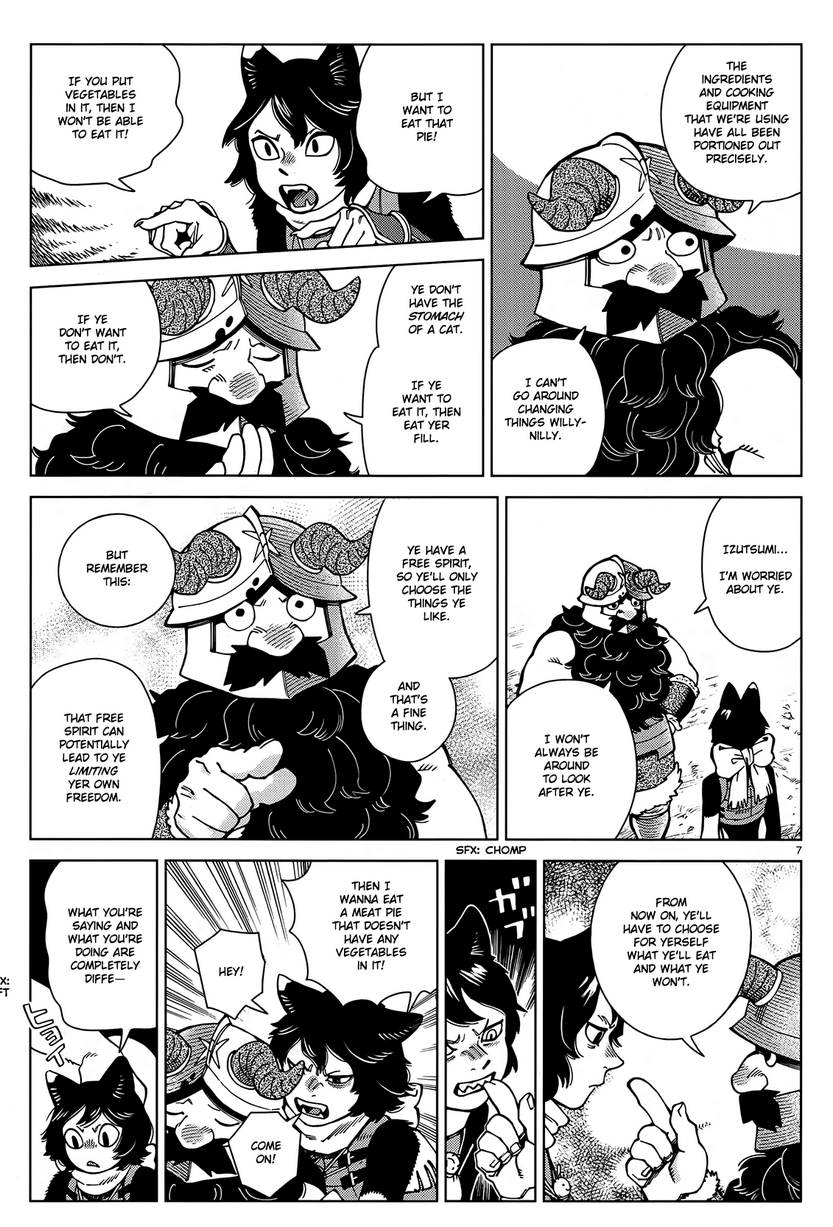 THE
INGREDIENTS
AND COOKING
EQUIPMENT
THAT WE'RE USING
HAVE ALL BEEN
PORTIONED OUT
PRECISELY.
I CAN'T
GO AROUND
CHANGING
THINGS WILLY-
NILLY.
BUT I
WANT TO
EAT THAT
PIE!
IF YOU PUT
VEGETABLES
IN IT, THEN I
WON'T BE ABLE
TO EAT IT!
YE DON'T
HAVE THE
STOMACH
OF A CAT.
IF YE
WANT TO
EAT IT, THEN
EAT YER
FILL.
IF YE
DON'T WANT
TO EAT IT,
THEN DON'T.
IZUTSUMI...
I'M WORRIED
ABOUT YE.
I WON'T
ALWAYS BE
AROUND
TO LOOK
AFTER YE.
YE HAVE A
FREE SPIRIT,
SO YE'LL ONLY
CHOOSE THE
THINGS YE
LIKE.
AND
THAT'S
A FINE
THING.
BUT
REMEMBER
THIS:
THAT FREE
SPIRIT CAN
POTENTIALLY
LEAD TO YE
LIMITING
YER OWN
FREEDOM.
7
SFX: CHOMP
FROM
NOW ON, YE'LL
HAVE TO CHOOSE
FOR YERSELF
WHAT YE'LL EAT
AND WHAT YE
WON'T.
ガブ
THEN I
WANNA EAT
A MEAT PIE
THAT DOESN'T
HAVE ANY
VEGETABLES
IN IT!
HEY!
COME
ON!
WHAT YOU'RE
SAYING AND
WHAT YOU'RE
DOING ARE
COMPLETELY
DIFFE—
X:
FT